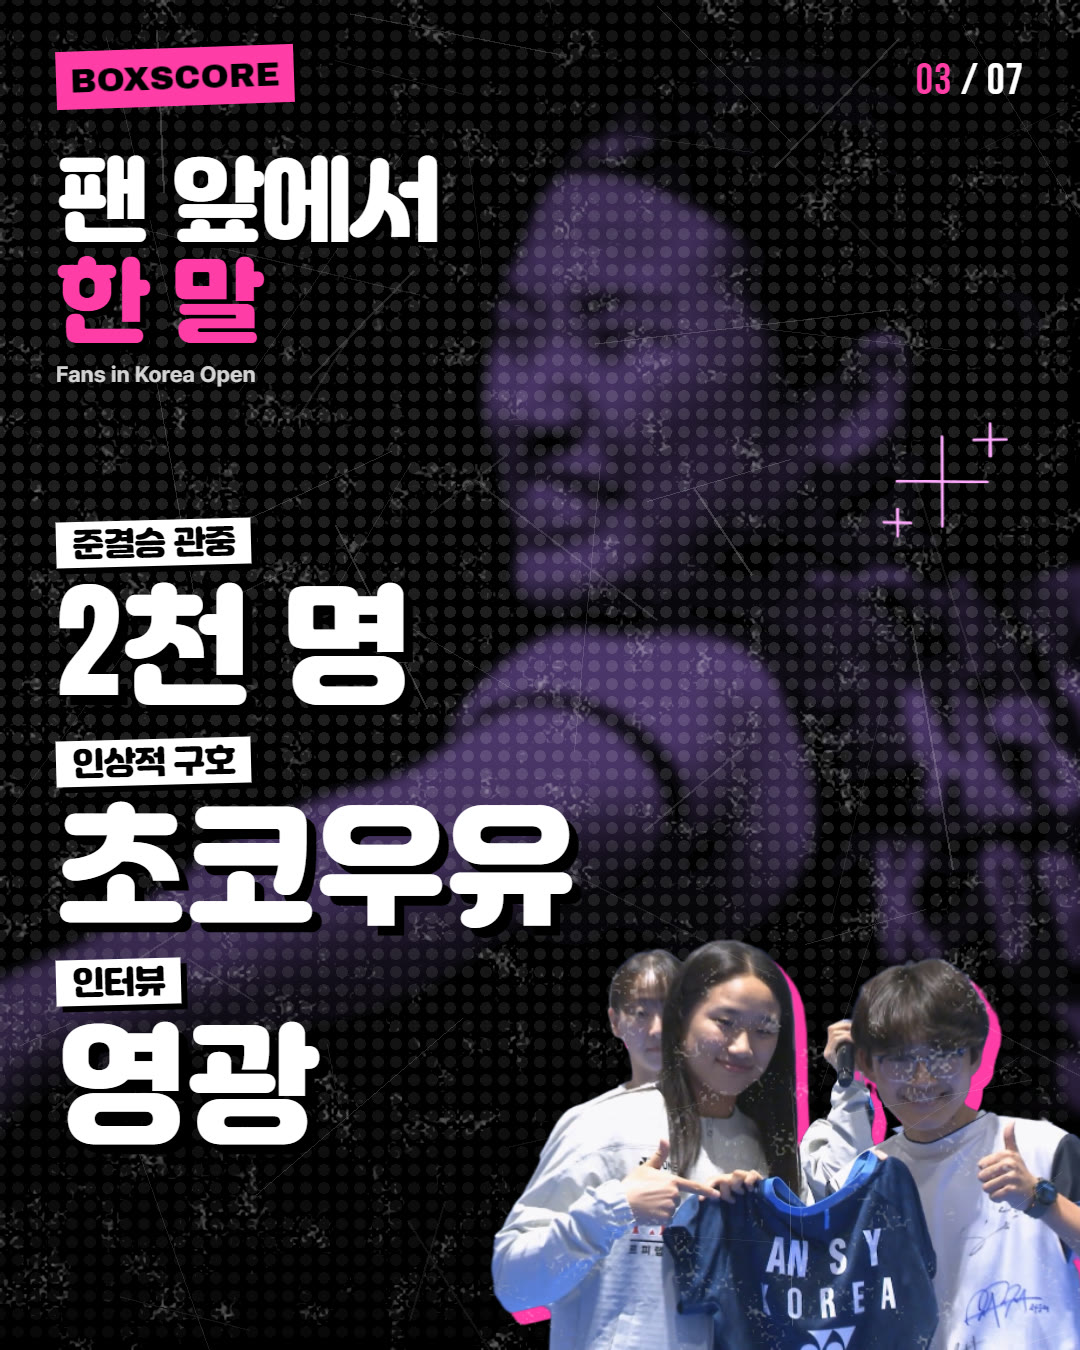 BOXSCORE
03 / 07
팬 앞에서
한 말
Fans in Korea Open
준결승 관중
2천 명
인상적 구호
초코우유
인터뷰
영광
AN S Y
KOREA